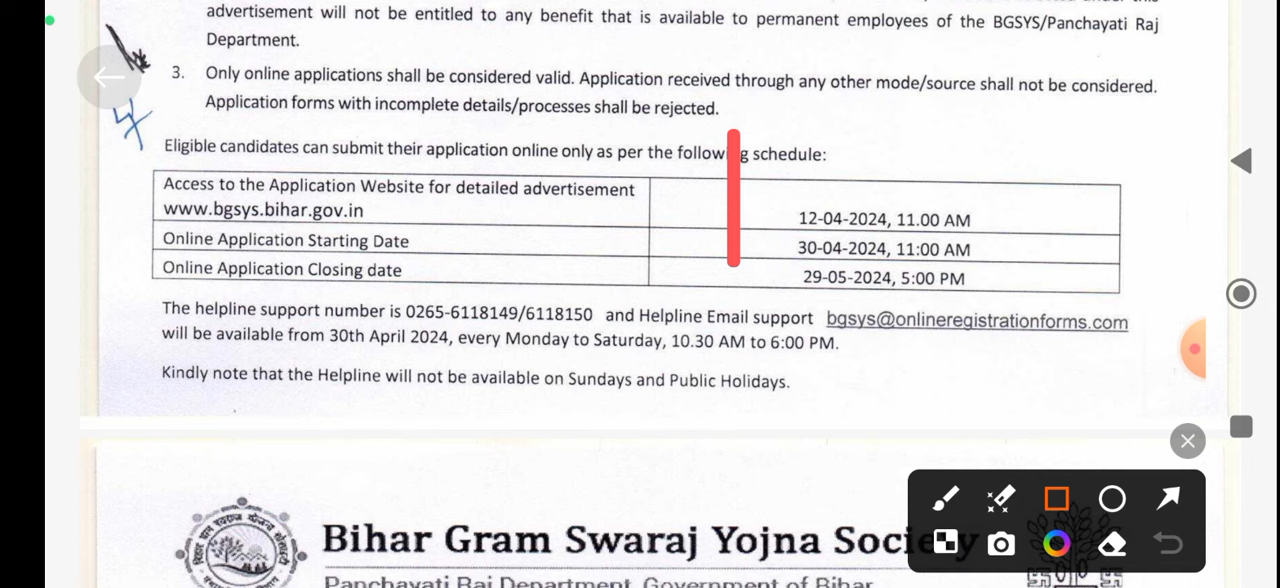 advertisement will not be entitled to any benefit that is available to permanent employees of the BGSYS/Panchayati Raj
Department.
3. Only online applications shall be considered valid. Application received through any other mode/source shall not be considered.
Application forms with incomplete details/processes shall be rejected.
Eligible candidates can submit their application online only as per the follow g schedule:
Access to the Application Website for detailed advertisement
www.bgsys.bihar.gov.in 12-04-2024, 11.00 AM
Online Application Starting Date 30-04-2024, 11:00 AM
Online Application Closing date 29-05-2024, 5:00 PM
The helpline support number is 0265-6118149/6118150 and Helpline Email support bgsys@onlineregistrationforms.com
will be available from 30th April 2024, every Monday to Saturday, 10.30 AM to 6:00 PM.
Kindly note that the Helpline will not be available on Sundays and Public Holidays.
Bihar Gram Swaraj Yojna Society
Panchayati Raj Department, Government of Bihar